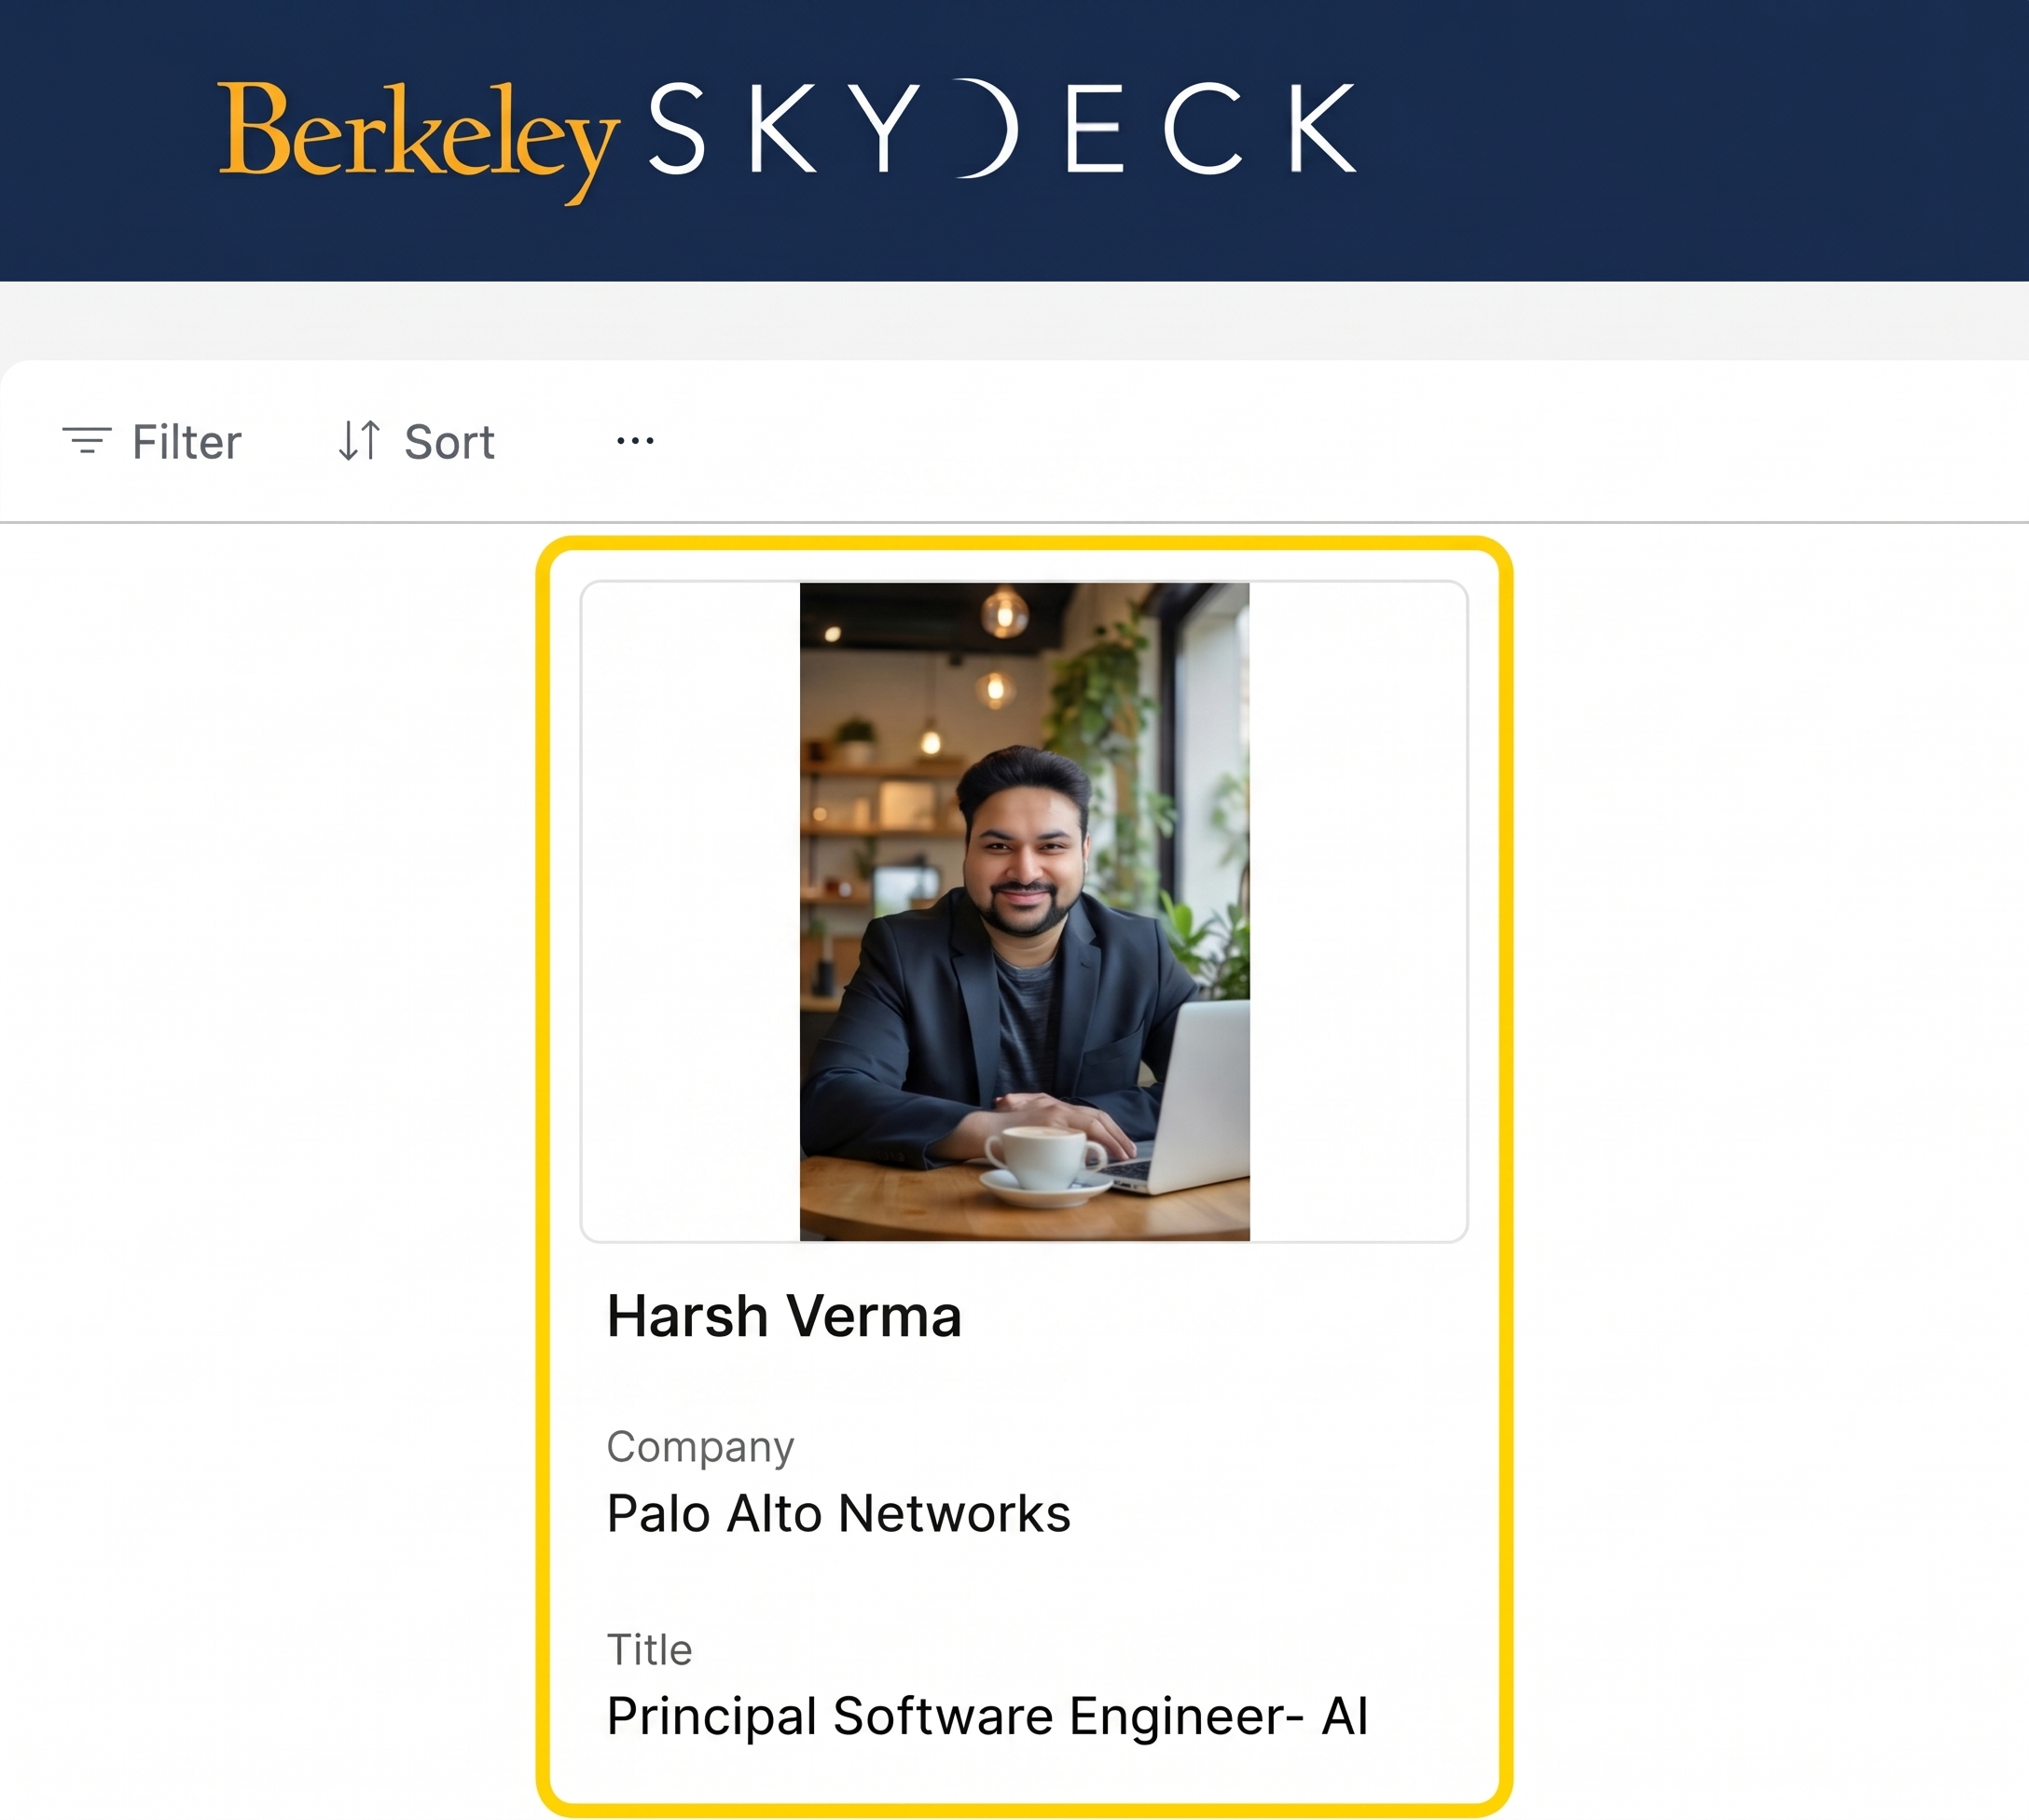 Berkeley SKYDECK
Filter Sort ...
Harsh Verma
Company
Palo Alto Networks
Title
Principal Software Engineer- AI